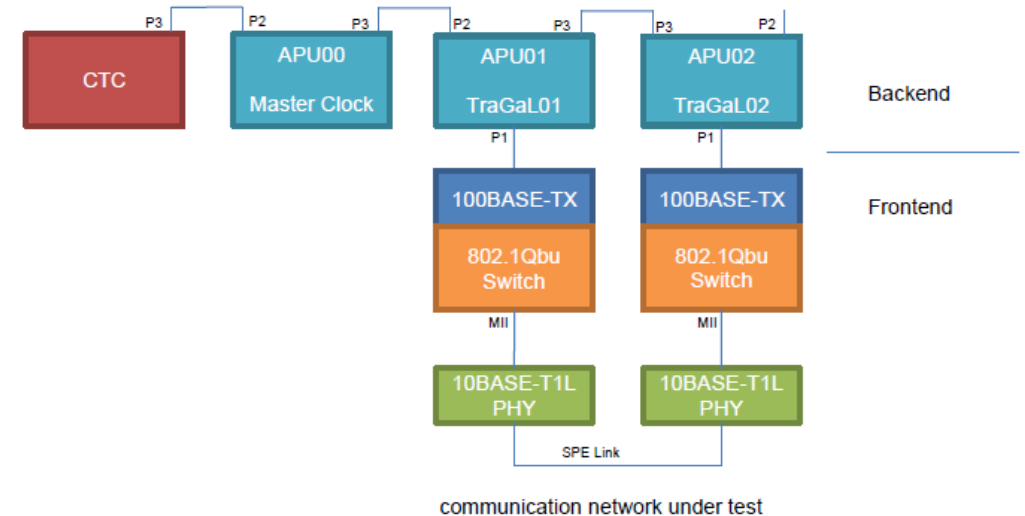 P3
P2
P3
P2
P3
P3
P2
CTC
APU00
Master Clock
APU01
TraGaL01
APU02
TraGaL02
Backend
P1
P1
100BASE-TX
100BASE-TX
Frontend
802.1Qbu
Switch
802.1Qbu
Switch
MII
MII
10BASE-T1L
PHY
10BASE-T1L
PHY
SPE Link
communication network under test